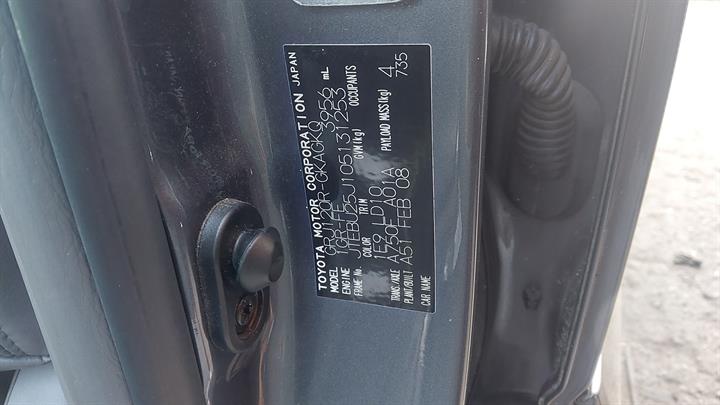 TOYOTA MOTOR CORPORATION JAPAN
MODEL GRJ120R-GKAGKQ
ENGINE 1GR-FE 3956 mL
FRAME No. JTEBU25J105131253
COLOR TRIM GVM(kg) OCCUPANTS
1E9 LD10 4
TRANS/AXLE A750F A01A PAYLOAD MASS(kg) 735
PLANT/BUILT A51 FEB 08
CAR NAME